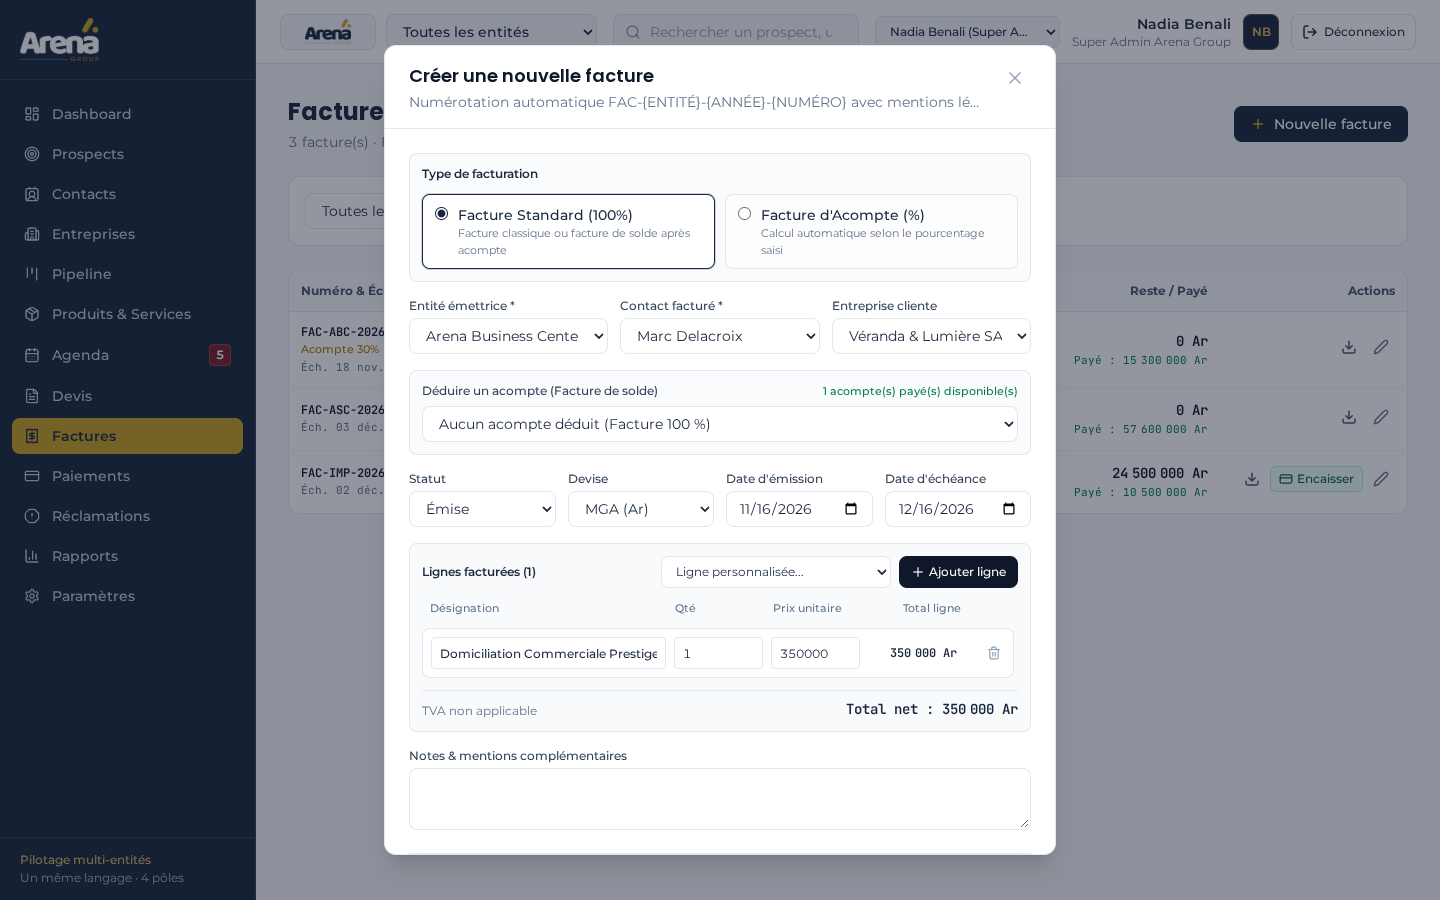 Arena
GROUP
Dashboard
Prospects
Contacts
Entreprises
Pipeline
Produits & Services
Agenda
5
Devis
Factures
Paiements
Réclamations
Rapports
Paramètres
Pilotage multi-entités
Un même langage · 4 pôles
Arena
Toutes les entités
Rechercher un prospect, u
Nadia Benali (Super A...
Nadia Benali
Super Admin Arena Group
NB
Déconnexion
Facture
3 facture(s) ·
Nouvelle facture
Toutes le
Numéro & Éc
Reste / Payé
Actions
FAC-ABC-2026
Acompte 30%
Éch. 18 nov.
0 Ar
Payé : 15 300 000 Ar
FAC-ASC-2026
Éch. 03 déc.
0 Ar
Payé : 57 600 000 Ar
FAC-IMP-2026
Éch. 02 déc.
24 500 000 Ar
Payé : 10 500 000 Ar
Encaisser
Créer une nouvelle facture
Numérotation automatique FAC-{ENTITÉ}-{ANNÉE}-{NUMÉRO} avec mentions lé...
Type de facturation
Facture Standard (100%)
Facture classique ou facture de solde après
acompte
Facture d'Acompte (%)
Calcul automatique selon le pourcentage
saisi
Entité émettrice *
Contact facturé *
Entreprise cliente
Arena Business Cente
Marc Delacroix
Véranda & Lumière SA
Déduire un acompte (Facture de solde)
1 acompte(s) payé(s) disponible(s)
Aucun acompte déduit (Facture 100 %)
Statut
Devise
Date d'émission
Date d'échéance
Émise
MGA (Ar)
11/16/2026
12/16/2026
Lignes facturées (1)
Ligne personnalisée...
Ajouter ligne
Désignation
Qté
Prix unitaire
Total ligne
Domiciliation Commerciale Prestige
1
350000
350 000 Ar
TVA non applicable
Total net : 350 000 Ar
Notes & mentions complémentaires